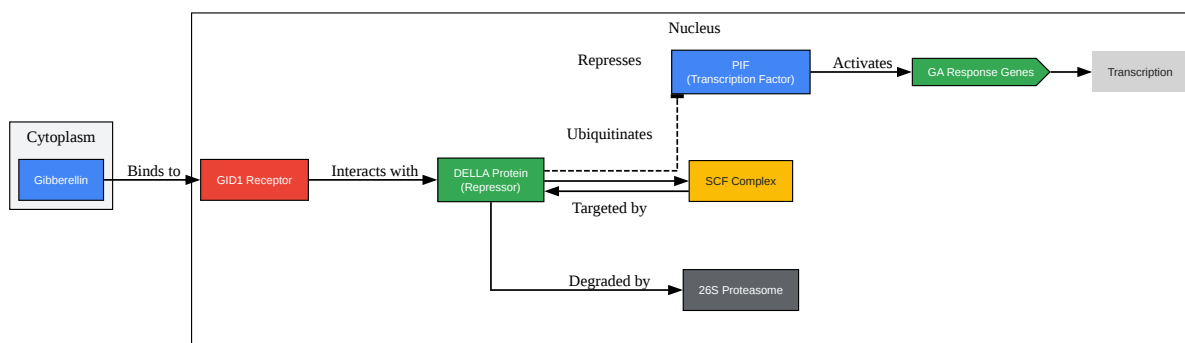 Nucleus
Represses
PIF
(Transcription Factor)
Activates
GA Response Genes
Transcription
Cytoplasm
Gibberellin
Binds to
GID1 Receptor
Interacts with
Ubiquitinates
DELLA Protein
(Repressor)
SCF Complex
Targeted by
Degraded by
26S Proteasome